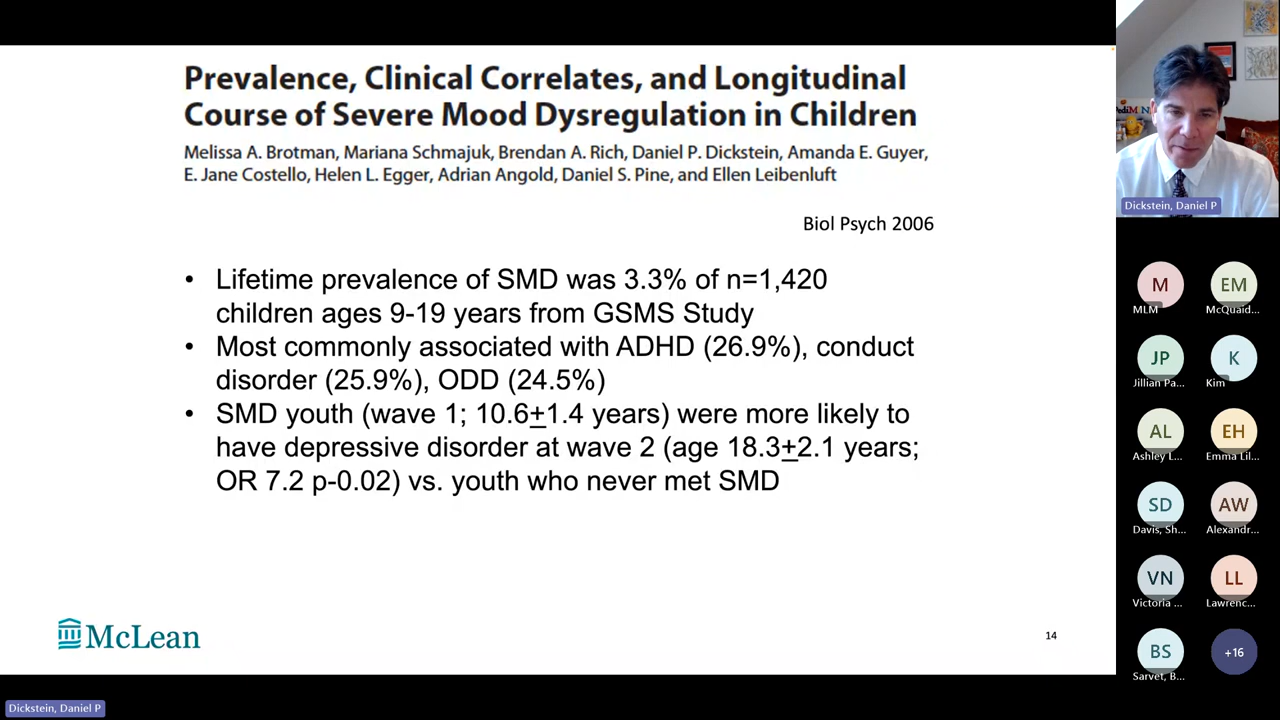 Prevalence, Clinical Correlates, and Longitudinal
Course of Severe Mood Dysregulation in Children
Melissa A. Brotman, Mariana Schmajuk, Brendan A. Rich, Daniel P. Dickstein, Amanda E. Guyer,
E. Jane Costello, Helen L. Egger, Adrian Angold, Daniel S. Pine, and Ellen Leibenluft
Biol Psych 2006
• Lifetime prevalence of SMD was 3.3% of n=1,420
children ages 9-19 years from GSMS Study
• Most commonly associated with ADHD (26.9%), conduct
disorder (25.9%), ODD (24.5%)
• SMD youth (wave 1; 10.6±1.4 years) were more likely to
have depressive disorder at wave 2 (age 18.3±2.1 years;
OR 7.2 p-0.02) vs. youth who never met SMD
McLean
14
Dickstein, Daniel P
Dickstein, Daniel P
M
MLM
EM
McQuaid...
JP
Jillian Pa...
K
Kim
AL
Ashley L...
EH
Emma Lil...
SD
Davis, Sh...
AW
Alexandr...
VN
Victoria ...
LL
Lawrenc...
BS
Sarvet, B...
+16